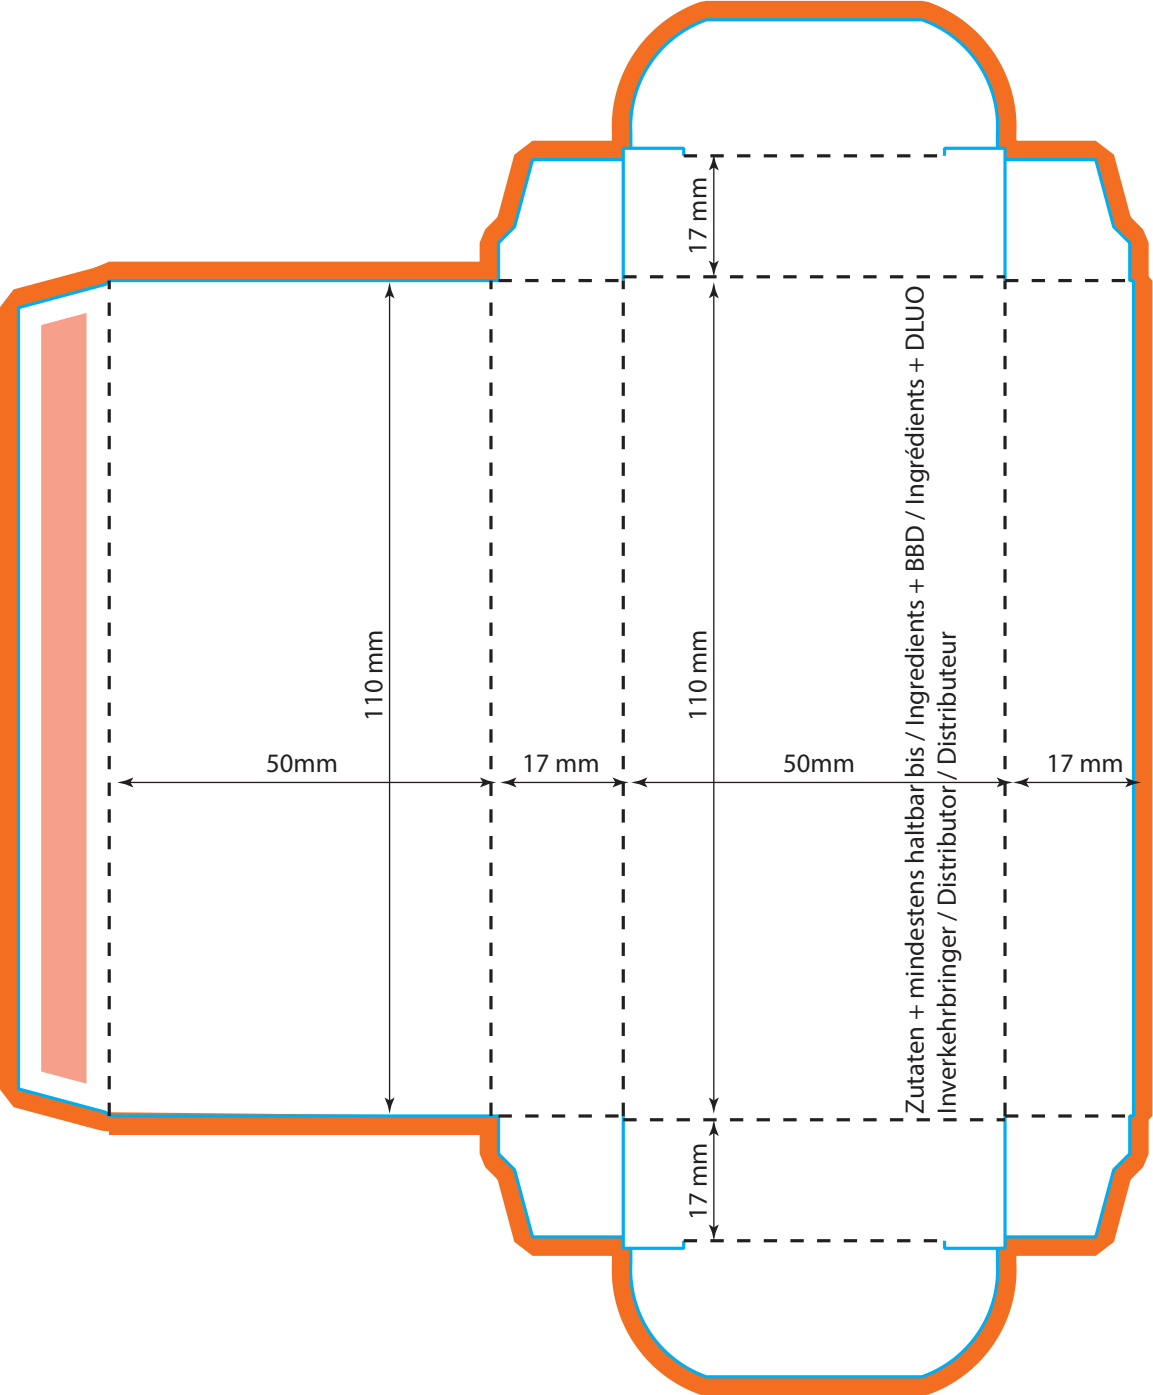 17 mm
110 mm
110 mm
Zutaten + mindestens haltbar bis / Ingredients + BBD / Ingrédients + DLUO
Inverkehrbringer / Distributor / Distributeur
50mm
17 mm
50mm
17 mm
17 mm